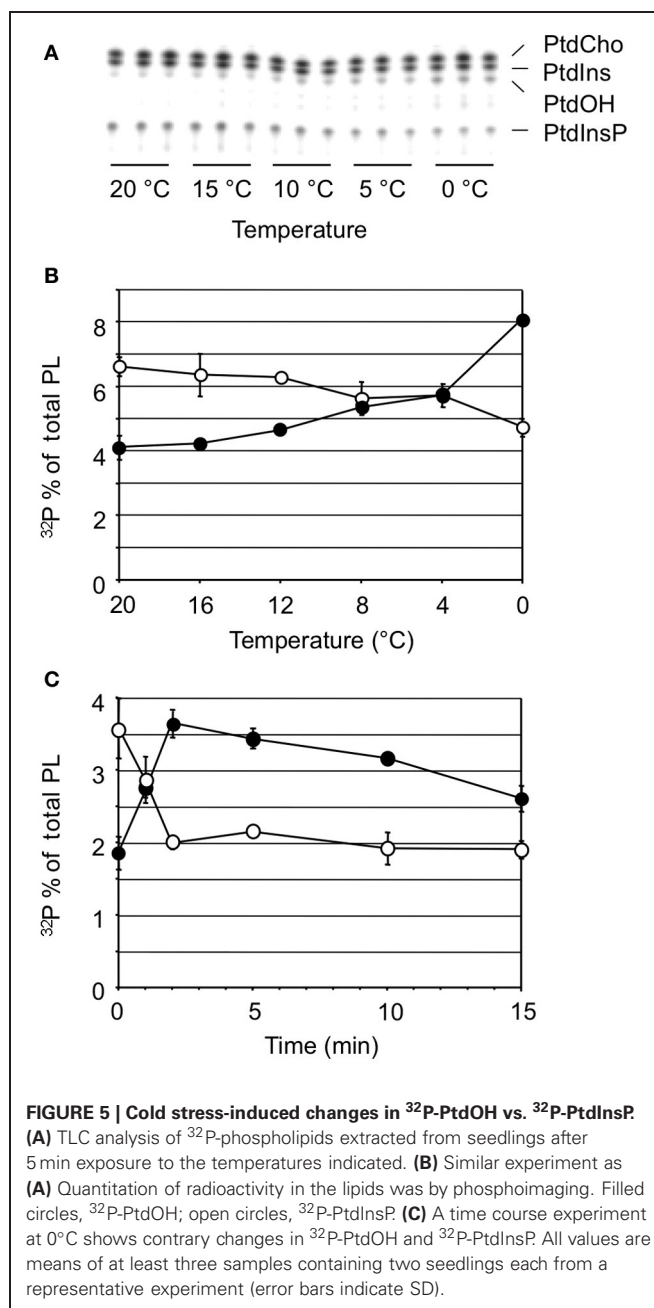 A
PtdCho
PtdIns
PtdOH
PtdInsP
20 °C 15 °C 10 °C 5 °C 0 °C
Temperature
B
8
6
4
2
0
³²P % of total PL
20 16 12 8 4 0
Temperature (°C)
C
4
3
2
1
0
³²P % of total PL
0 5 10 15
Time (min)
FIGURE 5 | Cold stress-induced changes in ³²P-PtdOH vs. ³²P-PtdInsP.
(A) TLC analysis of ³²P-phospholipids extracted from seedlings after
5 min exposure to the temperatures indicated. (B) Similar experiment as
(A) Quantitation of radioactivity in the lipids was by phosphoimaging. Filled
circles, ³²P-PtdOH; open circles, ³²P-PtdInsP. (C) A time course experiment
at 0°C shows contrary changes in ³²P-PtdOH and ³²P-PtdInsP. All values are
means of at least three samples containing two seedlings each from a
representative experiment (error bars indicate SD).